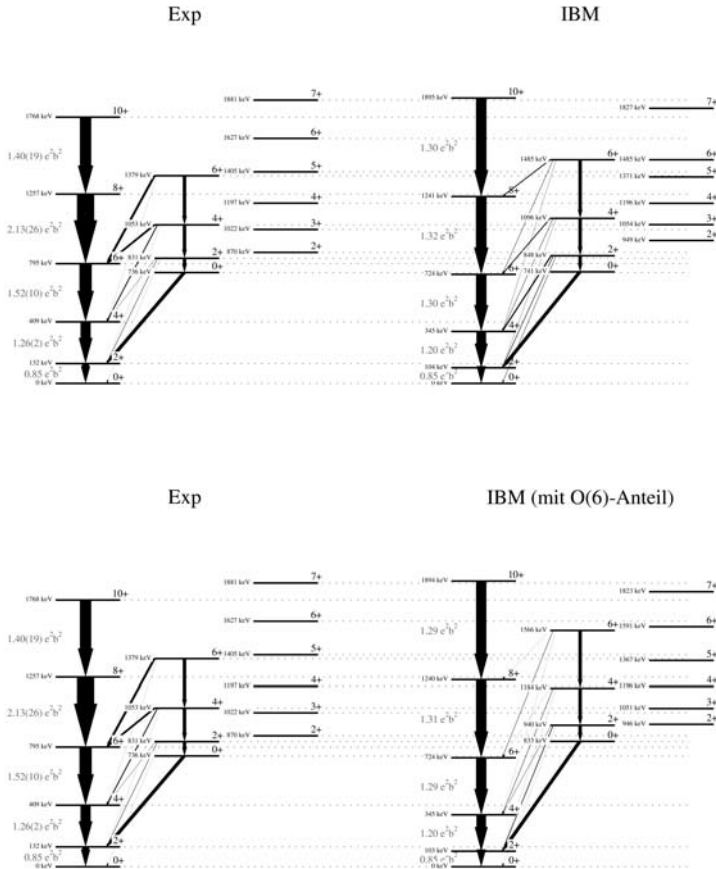 Exp
IBM
10+
7+
1768 keV
1881 keV
1.40(19) e²b²
6+
1627 keV
1379 keV
6+
1405 keV
5+
8+
1257 keV
1197 keV
4+
2.13(26) e²b²
1053 keV
4+
1022 keV
3+
831 keV
2+
870 keV
2+
795 keV
6+
736 keV
0+
1.52(10) e²b²
409 keV
4+
1.26(2) e²b²
132 keV
2+
0.85 e²b²
0 keV
0+
1805 keV
10+
1827 keV
7+
1.30 e²b²
1485 keV
6+
1485 keV
6+
1371 keV
5+
1241 keV
8+
1196 keV
4+
1.32 e²b²
1096 keV
4+
1054 keV
3+
949 keV
2+
848 keV
2+
741 keV
0+
724 keV
6+
1.30 e²b²
345 keV
4+
1.20 e²b²
104 keV
2+
0.85 e²b²
0 keV
0+
Exp
IBM (mit O(6)-Anteil)
10+
7+
1768 keV
1881 keV
1.40(19) e²b²
6+
1627 keV
1379 keV
6+
1405 keV
5+
8+
1257 keV
1197 keV
4+
2.13(26) e²b²
1053 keV
4+
1022 keV
3+
831 keV
2+
870 keV
2+
795 keV
6+
736 keV
0+
1.52(10) e²b²
409 keV
4+
1.26(2) e²b²
132 keV
2+
0.85 e²b²
0 keV
0+
1894 keV
10+
1823 keV
7+
1.29 e²b²
1566 keV
6+
1591 keV
6+
1367 keV
5+
1240 keV
8+
1184 keV
4+
1198 keV
4+
1.31 e²b²
1051 keV
3+
940 keV
2+
946 keV
2+
833 keV
0+
724 keV
6+
1.29 e²b²
345 keV
4+
1.20 e²b²
103 keV
2+
0.85 e²b²
0 keV
0+